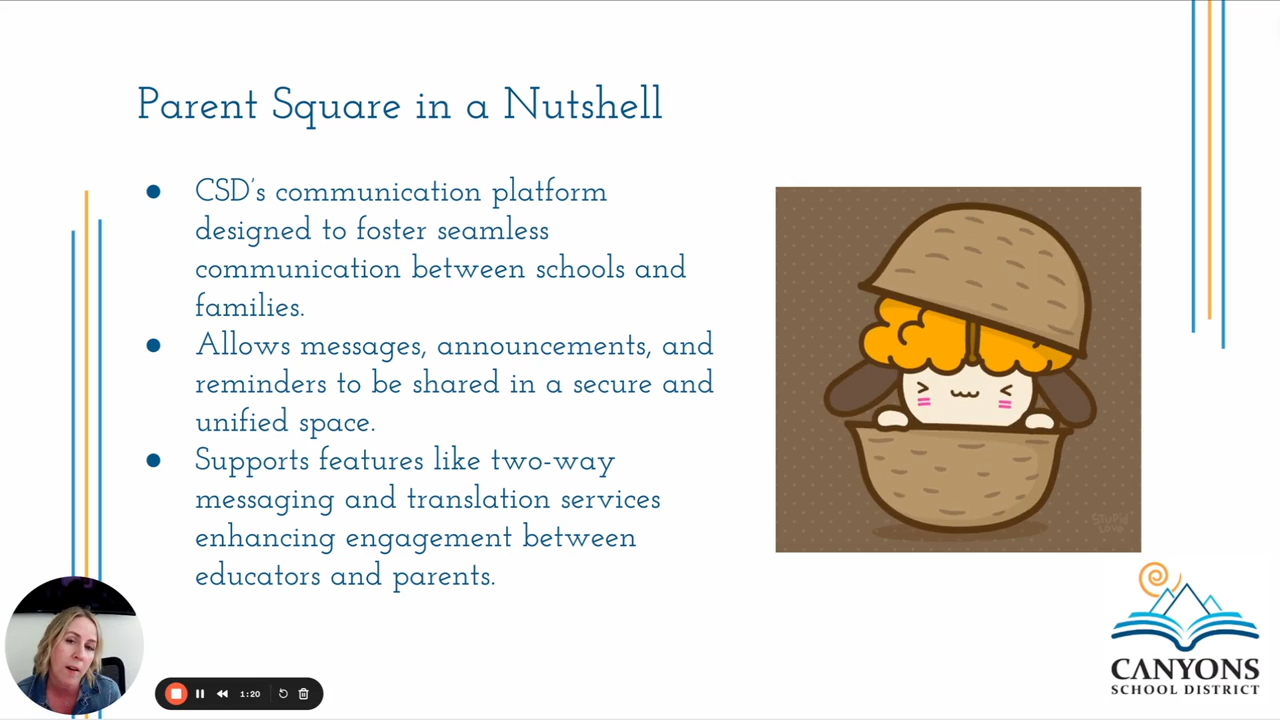 Parent Square in a Nutshell
● CSD's communication platform
designed to foster seamless
communication between schools and
families.
● Allows messages, announcements, and
reminders to be shared in a secure and
unified space.
● Supports features like two-way
messaging and translation services
enhancing engagement between
educators and parents.
1:20
CANYONS
SCHOOL DISTRICT